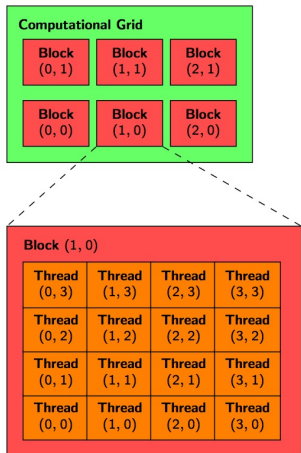 Computational Grid
Block Block Block
(0, 1) (1, 1) (2, 1)
Block Block Block
(0, 0) (1, 0) (2, 0)
Block (1, 0)
Thread Thread Thread Thread
(0, 3) (1, 3) (2, 3) (3, 3)
Thread Thread Thread Thread
(0, 2) (1, 2) (2, 2) (3, 2)
Thread Thread Thread Thread
(0, 1) (1, 1) (2, 1) (3, 1)
Thread Thread Thread Thread
(0, 0) (1, 0) (2, 0) (3, 0)